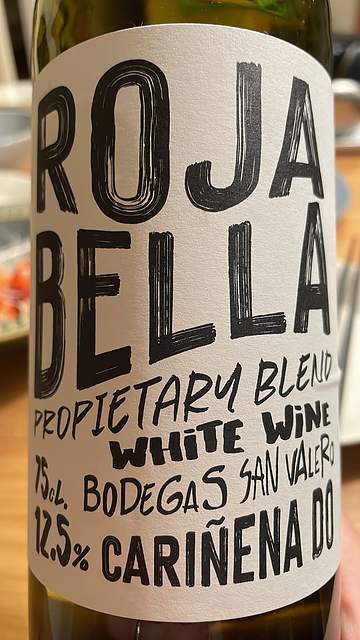 ROJA
BELLA
PROPIETARY BLEND
WHITE WINE
75cL. BODEGAS SAN VALERO
12.5% CARIÑENA DO